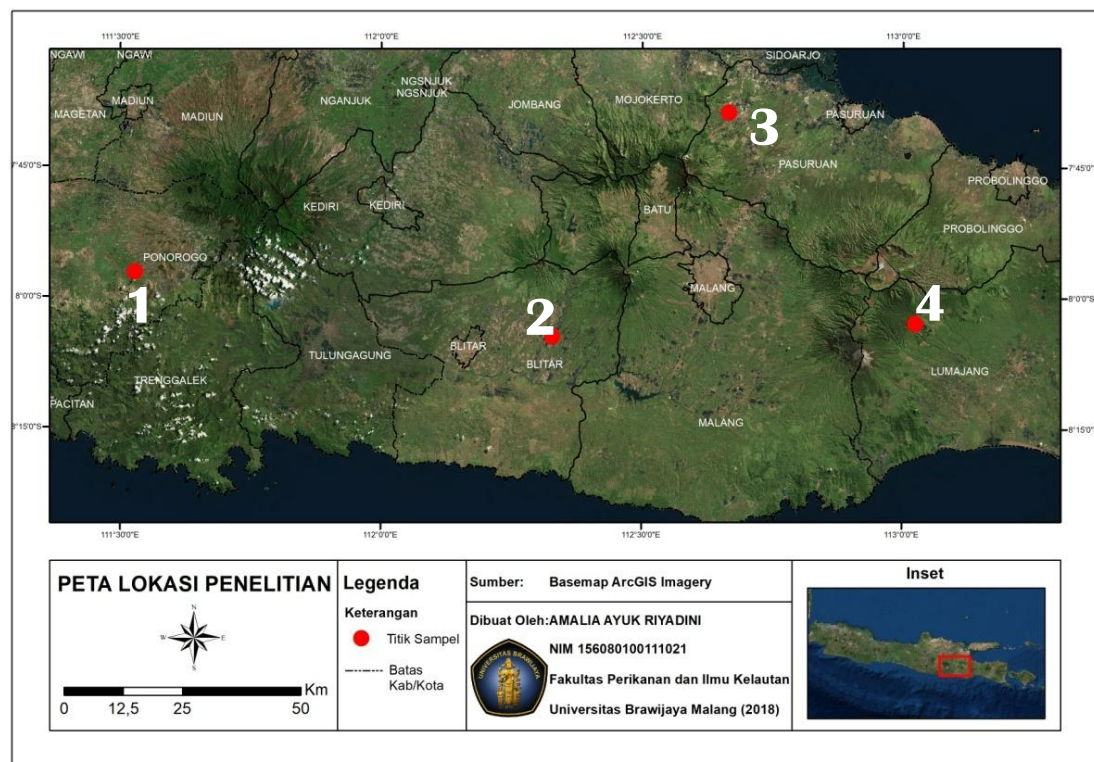 111°30'0"E 112°0'0"E 112°30'0"E 113°0'0"E
NGAWI NGAWI SIDOARJO
MADIUN NGANJUK NGSNJUK
NGSNJUK JOMBANG MOJOKERTO
MAGETAN MADIUN PASURUAN
3
7°45'0"S PASURUAN 7°45'0"S
PROBOLINGGO
KEDIRI KEDIRI BATU
PONOROGO PROBOLINGGO
MALANG
8°0'0"S 1 2 4 8°0'0"S
BLITAR
TULUNGAGUNG BLITAR
TRENGGALEK LUMAJANG
PACITAN
8°15'0"S MALANG 8°15'0"S
111°30'0"E 112°0'0"E 112°30'0"E 113°0'0"E
PETA LOKASI PENELITIAN
N
W E
S
Km
0 12,5 25 50
Legenda
Keterangan
Titik Sampel
Batas
Kab/Kota
Sumber: Basemap ArcGIS Imagery
Dibuat Oleh:AMALIA AYUK RIYADINI
NIM 156080100111021
Fakultas Perikanan dan Ilmu Kelautan
Universitas Brawijaya Malang (2018)
UNIVERSITAS BRAWIJAYA
Inset